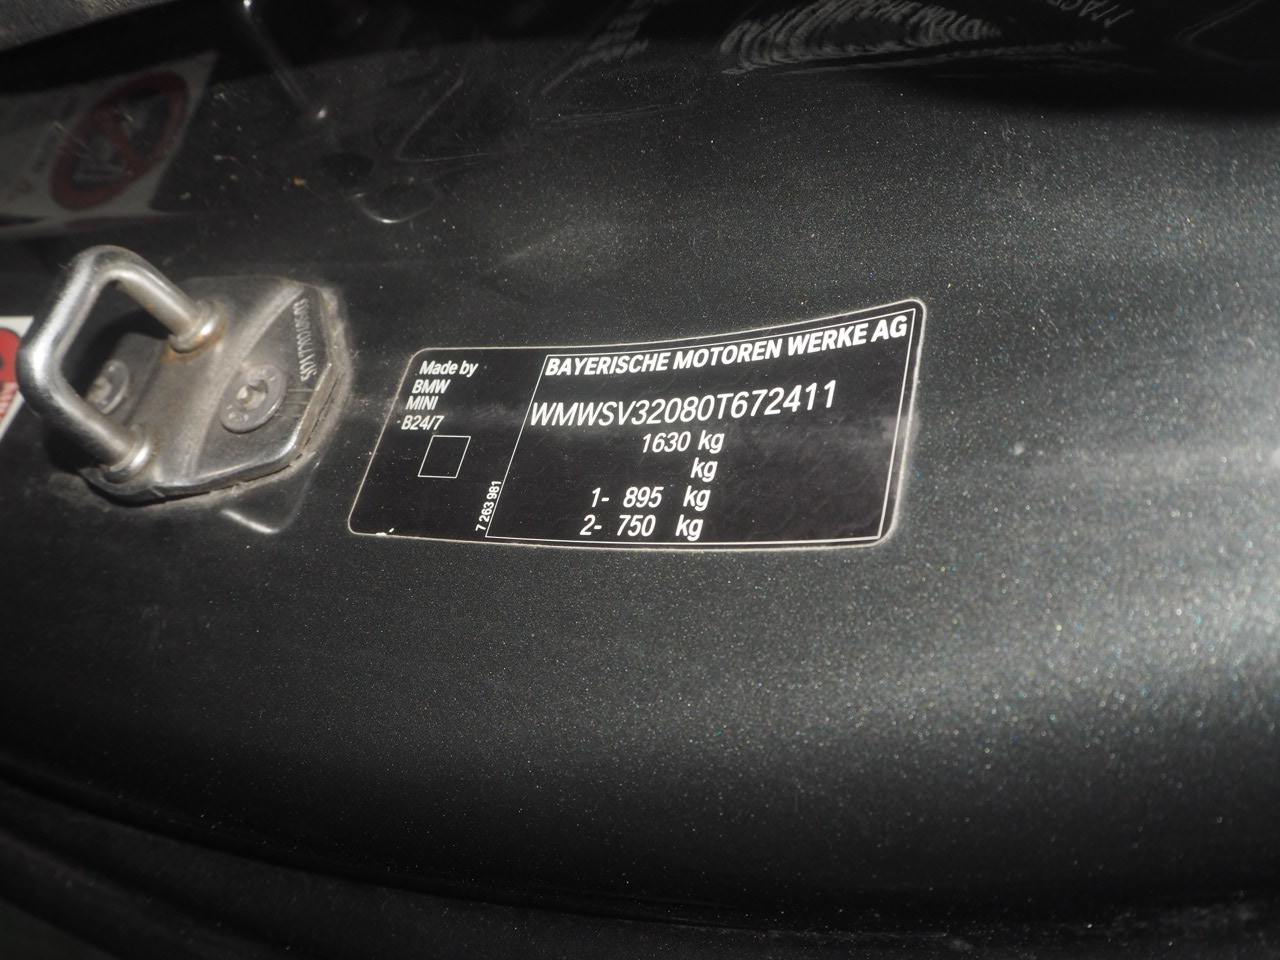 Made by
BMW
MINI
-B24/7
7 263 981
BAYERISCHE MOTOREN WERKE AG
WMWSV32080T672411
1630 kg
kg
1- 895 kg
2- 750 kg